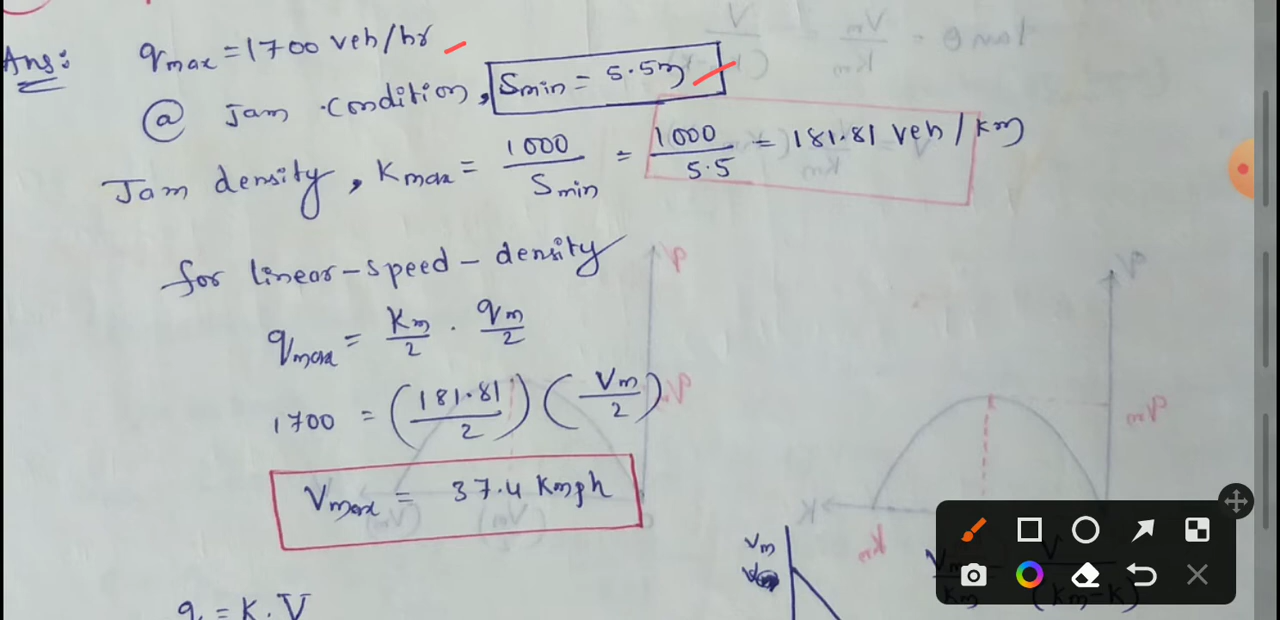 Ans: qmax = 1700 veh/hr
@ Jam condition, Smin = 5.5m
Jam density, Kmax = 1000/Smin = 1000/5.5 = 181.81 veh/km
for linear-speed-density
qmax = Km/2 · qm/2
1700 = (181.81/2) (Vm/2)
Vmax = 37.4 Kmph
Vm
q = K.V